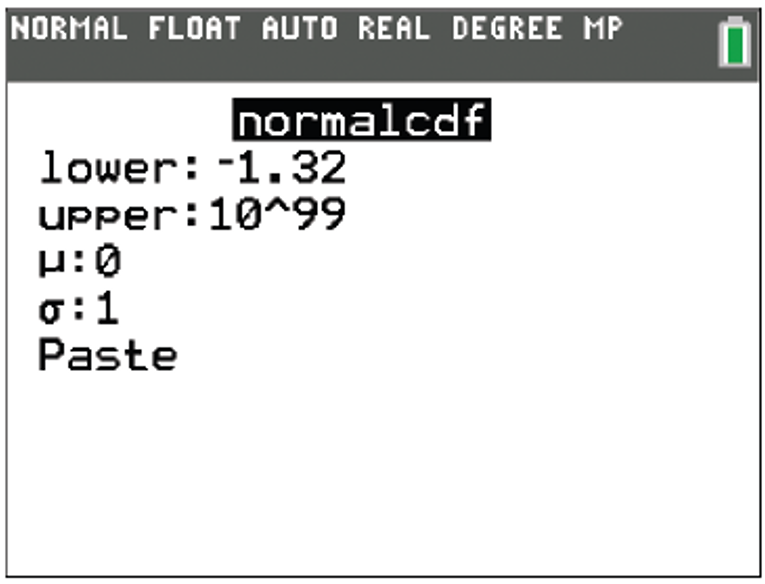 NORMAL FLOAT AUTO REAL DEGREE MP
normalcdf
lower:-1.32
upper:10^99
μ:0
σ:1
Paste